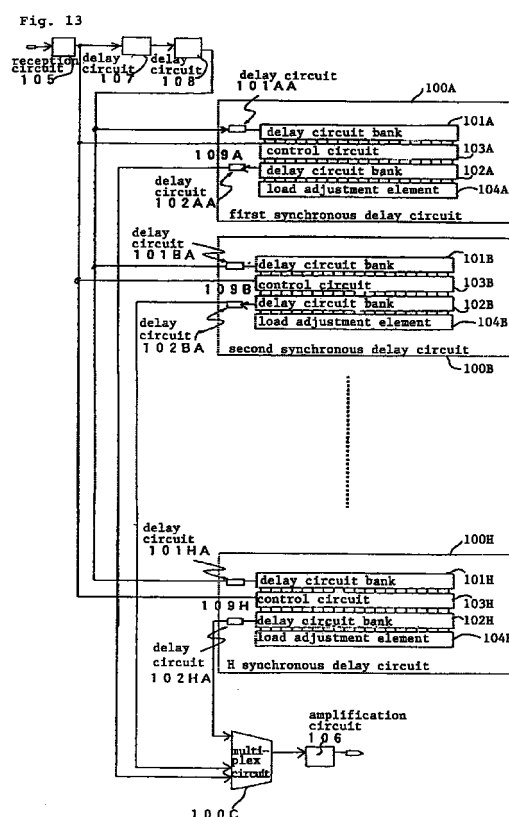 Fig. 13
reception circuit 105
delay circuit 107
delay circuit 108
delay circuit 101AA
100A
101A
delay circuit bank
control circuit
103A
109A
delay circuit bank
102A
delay circuit 102AA
load adjustment element
104A
first synchronous delay circuit
delay circuit 101BA
101B
delay circuit bank
109B
control circuit
103B
delay circuit bank
102B
delay circuit 102BA
load adjustment element
104B
second synchronous delay circuit
100B
delay circuit 101HA
100H
101H
delay circuit bank
control circuit
103H
109H
delay circuit bank
102H
load adjustment element
104H
delay circuit 102HA
H synchronous delay circuit
amplification circuit 106
multi-plex circuit
100C